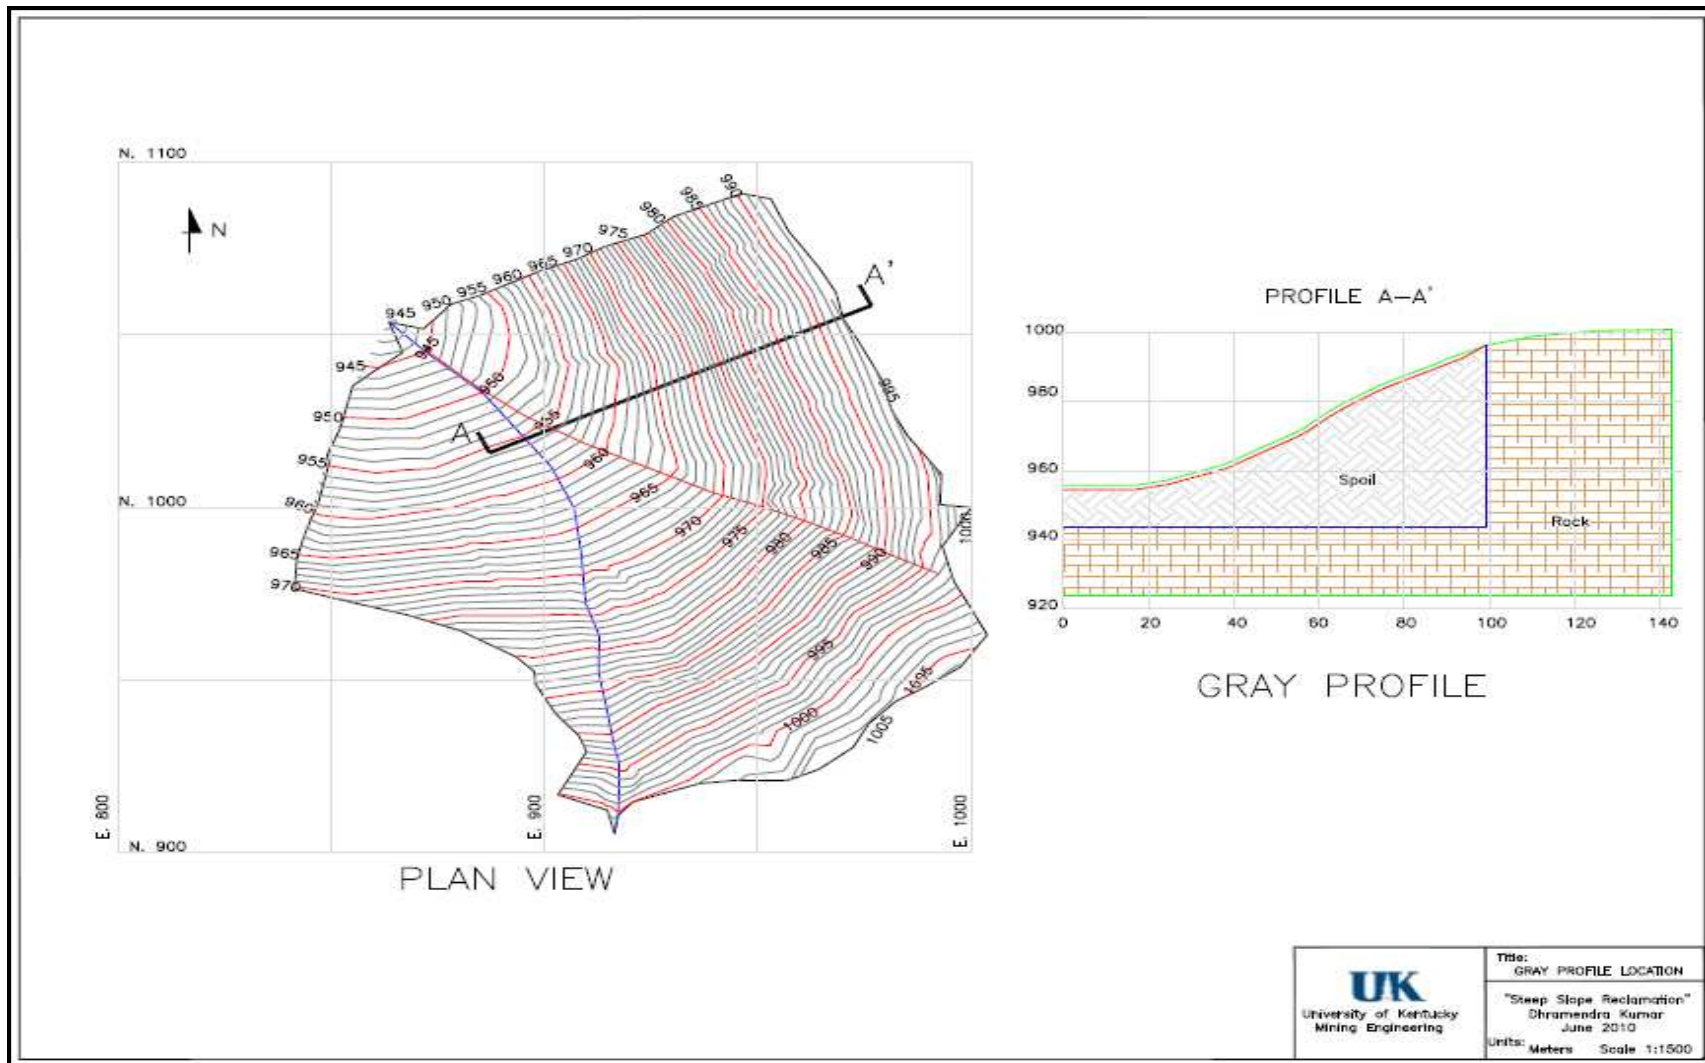 N. 1100
N
990
985
980
975
970
965
960
955
950
945
945
945
950
950
955
955
A
A'
995
960
960
965
965
970
970
975
980
985
990
1000
N. 1000
995
1695
1000
1005
E. 800
E. 900
E. 1000
N. 900
PLAN VIEW
PROFILE A-A'
1000
980
960
940
920
Spoil
Rock
0
20
40
60
80
100
120
140
GRAY PROFILE
UK
University of Kentucky
Mining Engineering
Title:
GRAY PROFILE LOCATION
"Steep Slope Reclamation"
Dhramendra Kumar
June 2010
Units: Meters Scale 1:1500